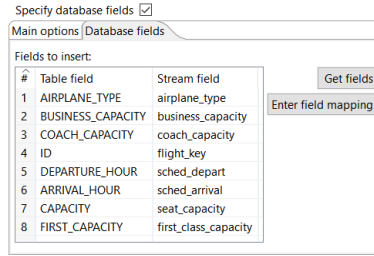 Specify database fields
Main options Database fields
Fields to insert:
# Table field Stream field
Get fields
1 AIRPLANE_TYPE airplane_type
2 BUSINESS_CAPACITY business_capacity
Enter field mapping
3 COACH_CAPACITY coach_capacity
4 ID flight_key
5 DEPARTURE_HOUR sched_depart
6 ARRIVAL_HOUR sched_arrival
7 CAPACITY seat_capacity
8 FIRST_CAPACITY first_class_capacity